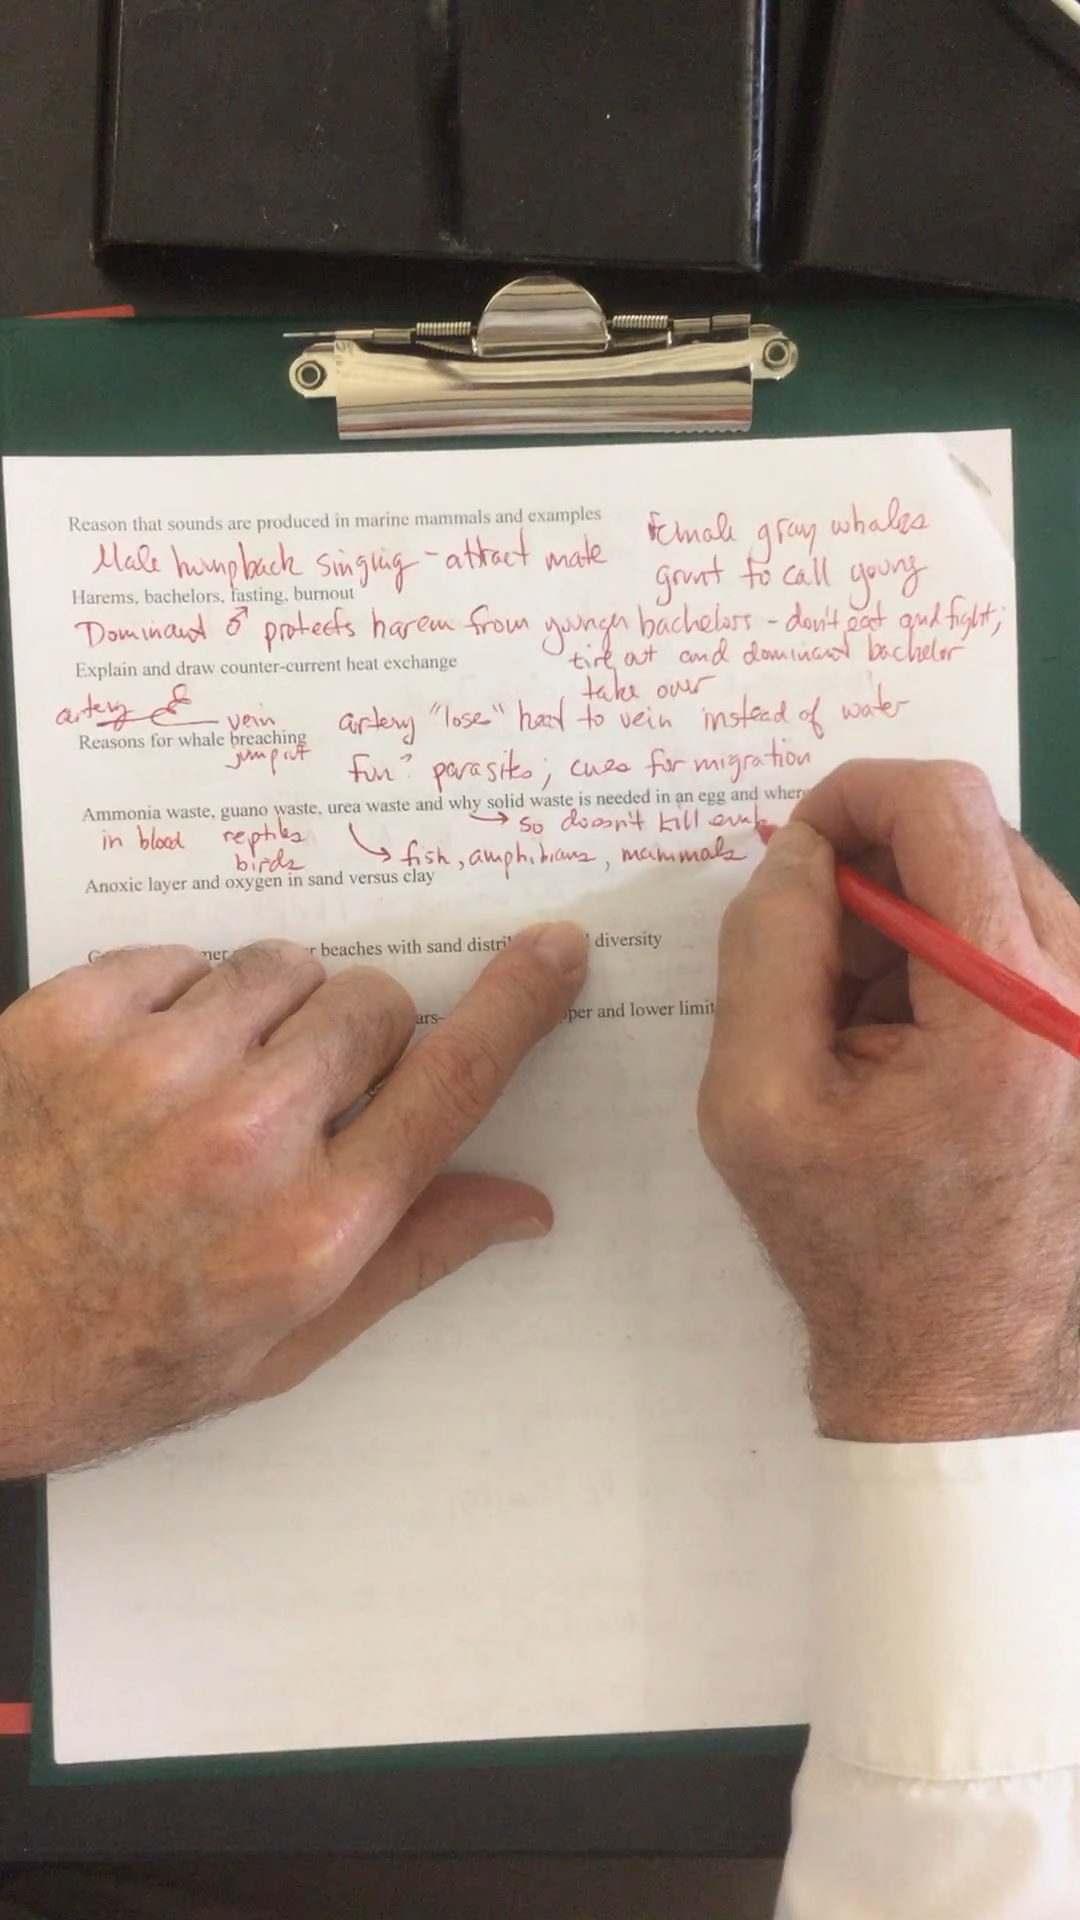 Reason that sounds are produced in marine mammals and examples
Male humpback singing - attract mate
Female gray whales
grunt to call young
Harems, bachelors, fasting, burnout
Dominant ♂ protects harem from younger bachelors - don't eat and fight;
tire out and dominant bachelor
take over
Explain and draw counter-current heat exchange
artery
vein
artery "lose" heat to vein instead of water
Reasons for whale breaching
jump out
fun? parasites; cues for migration
Ammonia waste, guano waste, urea waste and why solid waste is needed in an egg and where
in blood
reptiles
birds
→ so doesn't kill
→ fish, amphibians, mammals
Anoxic layer and oxygen in sand versus clay
beaches with sand
diversity
and lower limit